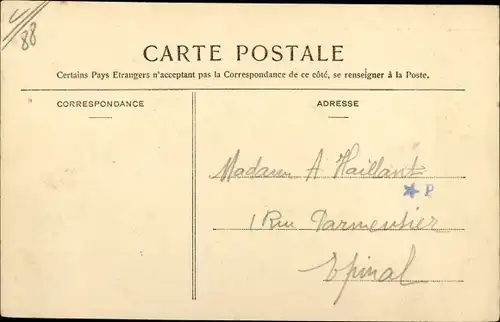 88
CARTE POSTALE
Certains Pays Etrangers n'acceptant pas la Correspondance de ce côté, se renseigner à la Poste.
CORRESPONDANCE
ADRESSE
Madame A Haillant
★ P
1 Rue Parmentier
Epinal